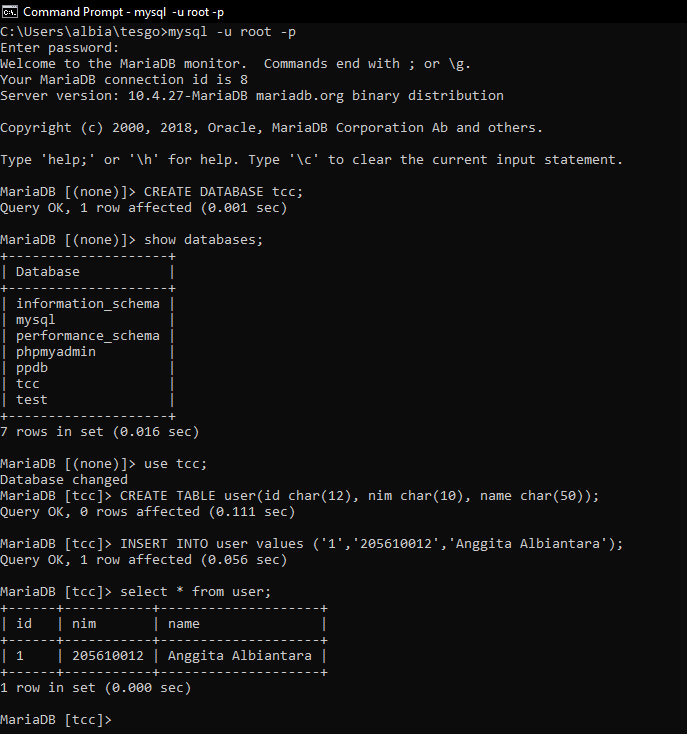 Command Prompt - mysql  -u root -p
C:\Users\albia\tesgo>mysql -u root -p
Enter password:
Welcome to the MariaDB monitor.  Commands end with ; or \g.
Your MariaDB connection id is 8
Server version: 10.4.27-MariaDB mariadb.org binary distribution

Copyright (c) 2000, 2018, Oracle, MariaDB Corporation Ab and others.

Type 'help;' or '\h' for help. Type '\c' to clear the current input statement.

MariaDB [(none)]> CREATE DATABASE tcc;
Query OK, 1 row affected (0.001 sec)

MariaDB [(none)]> show databases;
+--------------------+
| Database           |
+--------------------+
| information_schema |
| mysql              |
| performance_schema |
| phpmyadmin         |
| ppdb               |
| tcc                |
| test               |
+--------------------+
7 rows in set (0.016 sec)

MariaDB [(none)]> use tcc;
Database changed
MariaDB [tcc]> CREATE TABLE user(id char(12), nim char(10), name char(50));
Query OK, 0 rows affected (0.111 sec)

MariaDB [tcc]> INSERT INTO user values ('1','205610012','Anggita Albiantara');
Query OK, 1 row affected (0.056 sec)

MariaDB [tcc]> select * from user;
+------+-----------+--------------------+
| id   | nim       | name               |
+------+-----------+--------------------+
| 1    | 205610012 | Anggita Albiantara |
+------+-----------+--------------------+
1 row in set (0.000 sec)

MariaDB [tcc]>